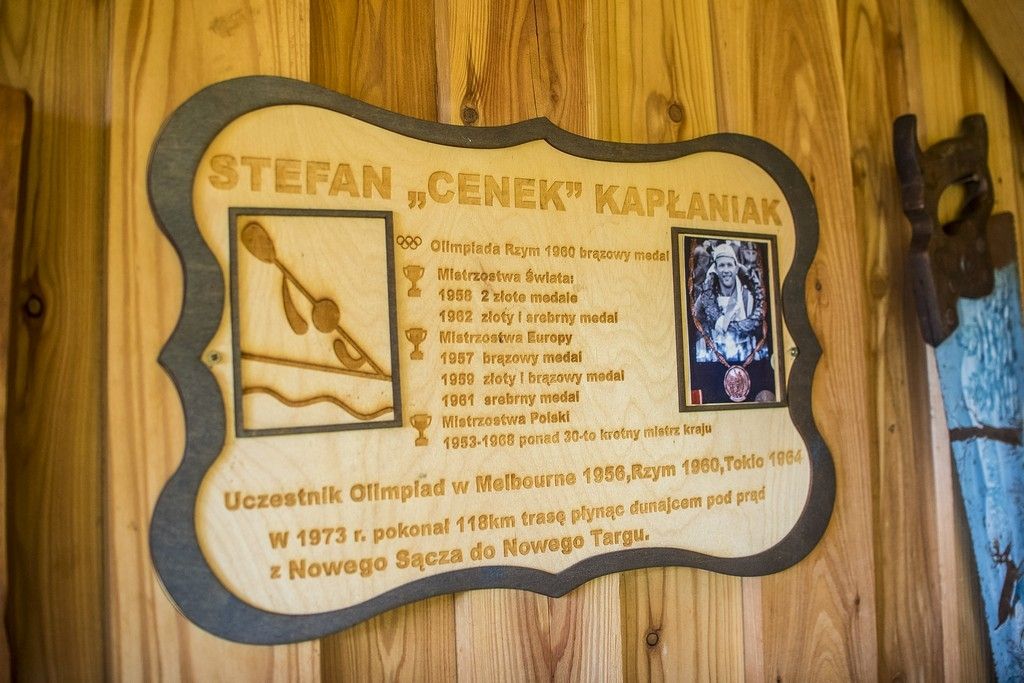 STEFAN „CENEK” KAPŁANIAK
Olimpiada Rzym 1960 brązowy medal
Mistrzostwa Świata:
1958 2 złote medale
1962 złoty i srebrny medal
Mistrzostwa Europy
1957 brązowy medal
1959 złoty i brązowy medal
1961 srebrny medal
Mistrzostwa Polski
1953-1968 ponad 30-to krotny mistrz kraju
Uczestnik Olimpiad w Melbourne 1956,Rzym 1960,Tokio 1964
W 1973 r. pokonał 118km trasę płynąc dunajcem pod prąd
z Nowego Sącza do Nowego Targu.